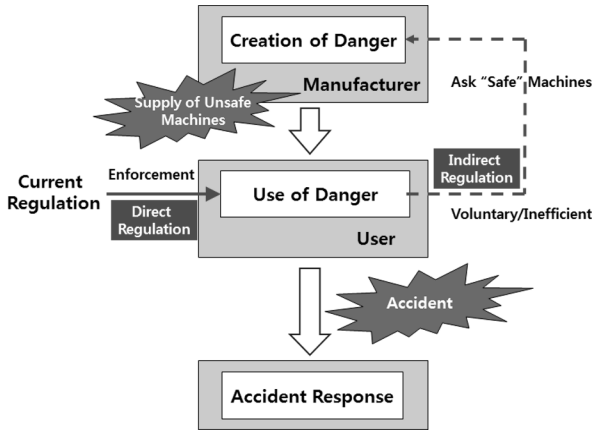 Creation of Danger
Manufacturer
Ask “Safe” Machines
Supply of Unsafe
Machines
Indirect
Regulation
Enforcement
Current
Regulation
Direct
Regulation
Use of Danger
User
Voluntary/Inefficient
Accident
Accident Response